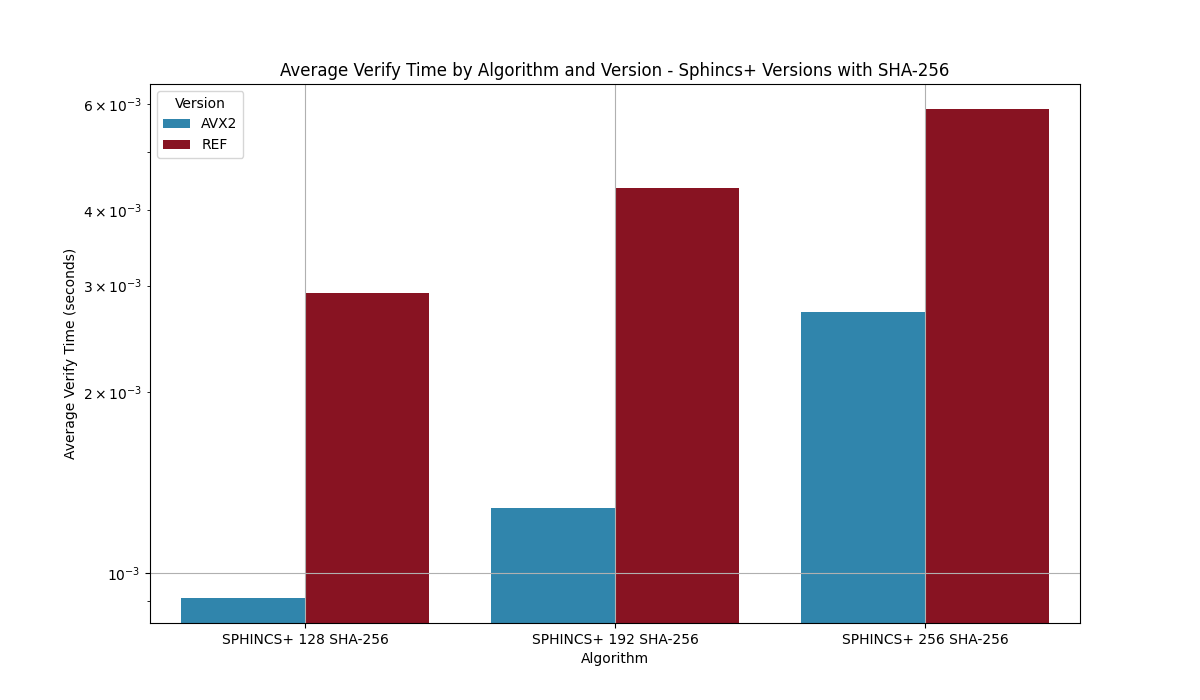 Average Verify Time by Algorithm and Version - Sphincs+ Versions with SHA-256
Version
AVX2
REF
6 × 10⁻³
4 × 10⁻³
3 × 10⁻³
2 × 10⁻³
10⁻³
Average Verify Time (seconds)
SPHINCS+ 128 SHA-256
SPHINCS+ 192 SHA-256
SPHINCS+ 256 SHA-256
Algorithm